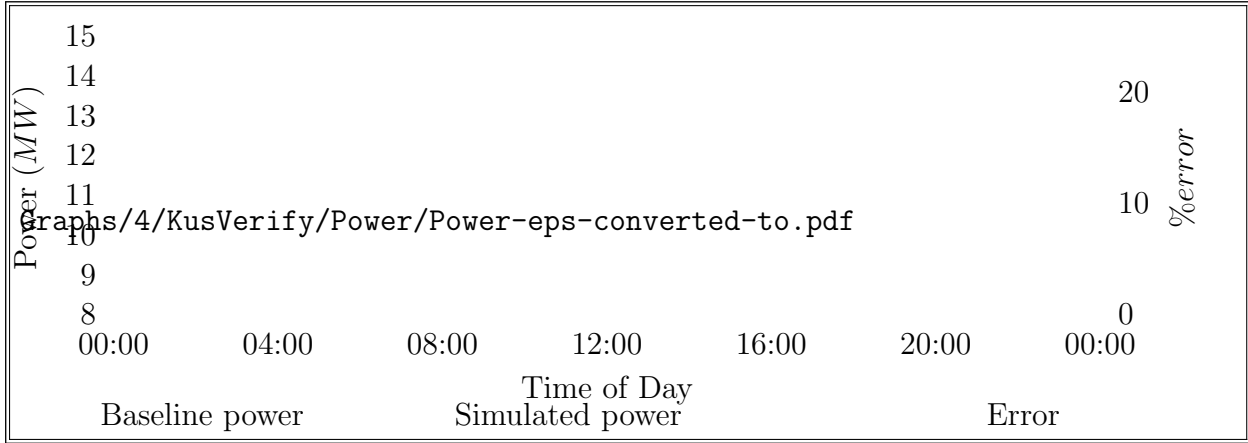 15
14
13
12
11
10
9
8
Power (MW)
Graphs/4/KusVerify/Power/Power-eps-converted-to.pdf
20
10
0
%error
00:00 04:00 08:00 12:00 16:00 20:00 00:00
Time of Day
Baseline power Simulated power Error